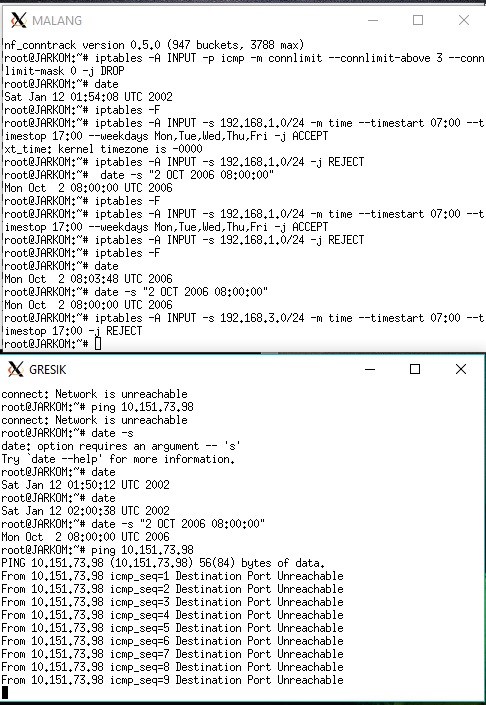 MALANG
nf_conntrack version 0.5.0 (947 buckets, 3788 max)
root@JARKOM:~# iptables -A INPUT -p icmp -m connlimit --connlimit-above 3 --conn
limit-mask 0 -j DROP
root@JARKOM:~# date
Sat Jan 12 01:54:08 UTC 2002
root@JARKOM:~# iptables -F
root@JARKOM:~# iptables -A INPUT -s 192.168.1.0/24 -m time --timestart 07:00 --t
imestop 17:00 --weekdays Mon,Tue,Wed,Thu,Fri -j ACCEPT
xt_time: kernel timezone is -0000
root@JARKOM:~# iptables -A INPUT -s 192.168.1.0/24 -j REJECT
root@JARKOM:~#  date -s "2 OCT 2006 08:00:00"
Mon Oct  2 08:00:00 UTC 2006
root@JARKOM:~# iptables -F
root@JARKOM:~# iptables -A INPUT -s 192.168.1.0/24 -m time --timestart 07:00 --t
imestop 17:00 --weekdays Mon,Tue,Wed,Thu,Fri -j ACCEPT
root@JARKOM:~# iptables -A INPUT -s 192.168.1.0/24 -j REJECT
root@JARKOM:~# iptables -F
root@JARKOM:~# date
Mon Oct  2 08:03:48 UTC 2006
root@JARKOM:~# date -s "2 OCT 2006 08:00:00"
Mon Oct  2 08:00:00 UTC 2006
root@JARKOM:~# iptables -A INPUT -s 192.168.3.0/24 -m time --timestart 07:00 --t
imestop 17:00 -j REJECT
root@JARKOM:~#
GRESIK
connect: Network is unreachable
root@JARKOM:~# ping 10.151.73.98
connect: Network is unreachable
root@JARKOM:~# date -s
date: option requires an argument -- 's'
Try `date --help' for more information.
root@JARKOM:~# date
Sat Jan 12 01:50:12 UTC 2002
root@JARKOM:~# date
Sat Jan 12 02:00:38 UTC 2002
root@JARKOM:~# date -s "2 OCT 2006 08:00:00"
Mon Oct  2 08:00:00 UTC 2006
root@JARKOM:~# ping 10.151.73.98
PING 10.151.73.98 (10.151.73.98) 56(84) bytes of data.
From 10.151.73.98 icmp_seq=1 Destination Port Unreachable
From 10.151.73.98 icmp_seq=2 Destination Port Unreachable
From 10.151.73.98 icmp_seq=3 Destination Port Unreachable
From 10.151.73.98 icmp_seq=4 Destination Port Unreachable
From 10.151.73.98 icmp_seq=5 Destination Port Unreachable
From 10.151.73.98 icmp_seq=6 Destination Port Unreachable
From 10.151.73.98 icmp_seq=7 Destination Port Unreachable
From 10.151.73.98 icmp_seq=8 Destination Port Unreachable
From 10.151.73.98 icmp_seq=9 Destination Port Unreachable